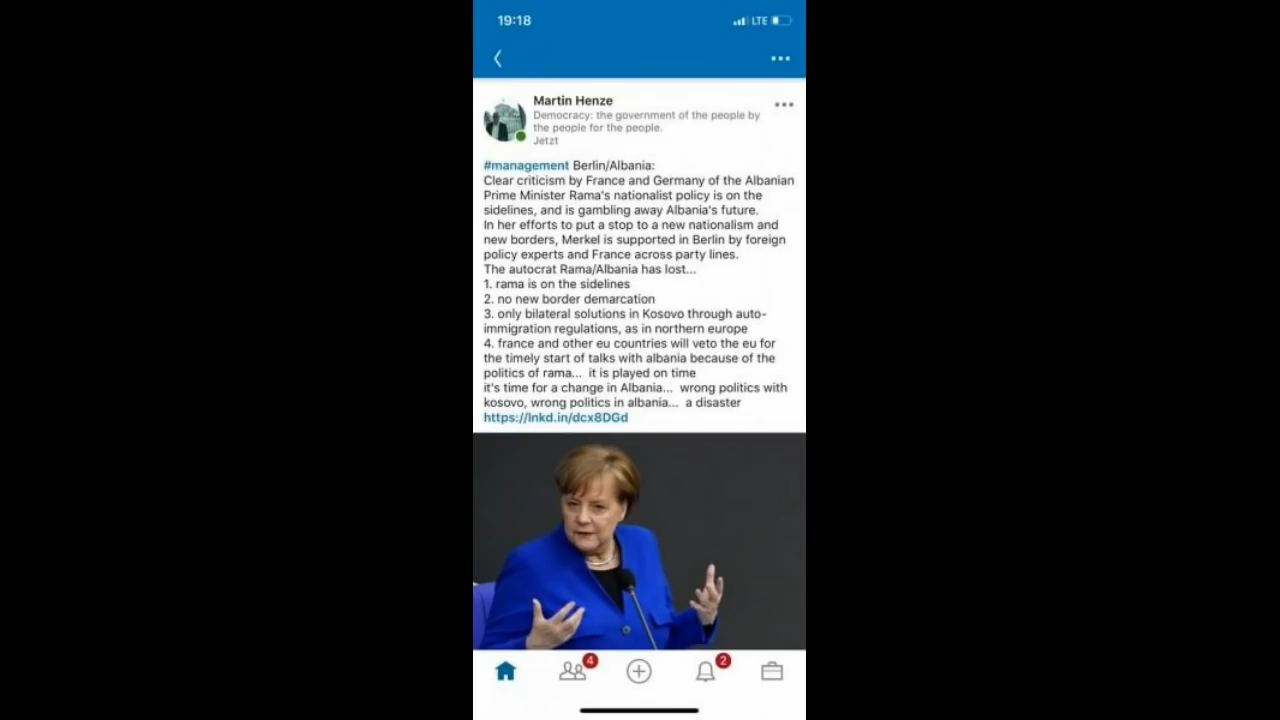 19:18
LTE
Martin Henze
Democracy: the government of the people by
the people for the people.
Jetzt
#management Berlin/Albania:
Clear criticism by France and Germany of the Albanian
Prime Minister Rama's nationalist policy is on the
sidelines, and is gambling away Albania's future.
In her efforts to put a stop to a new nationalism and
new borders, Merkel is supported in Berlin by foreign
policy experts and France across party lines.
The autocrat Rama/Albania has lost...
1. rama is on the sidelines
2. no new border demarcation
3. only bilateral solutions in Kosovo through auto-
immigration regulations, as in northern europe
4. france and other eu countries will veto the eu for
the timely start of talks with albania because of the
politics of rama... it is played on time
it's time for a change in Albania... wrong politics with
kosovo, wrong politics in albania... a disaster
https://lnkd.in/dcx8DGd
4
2